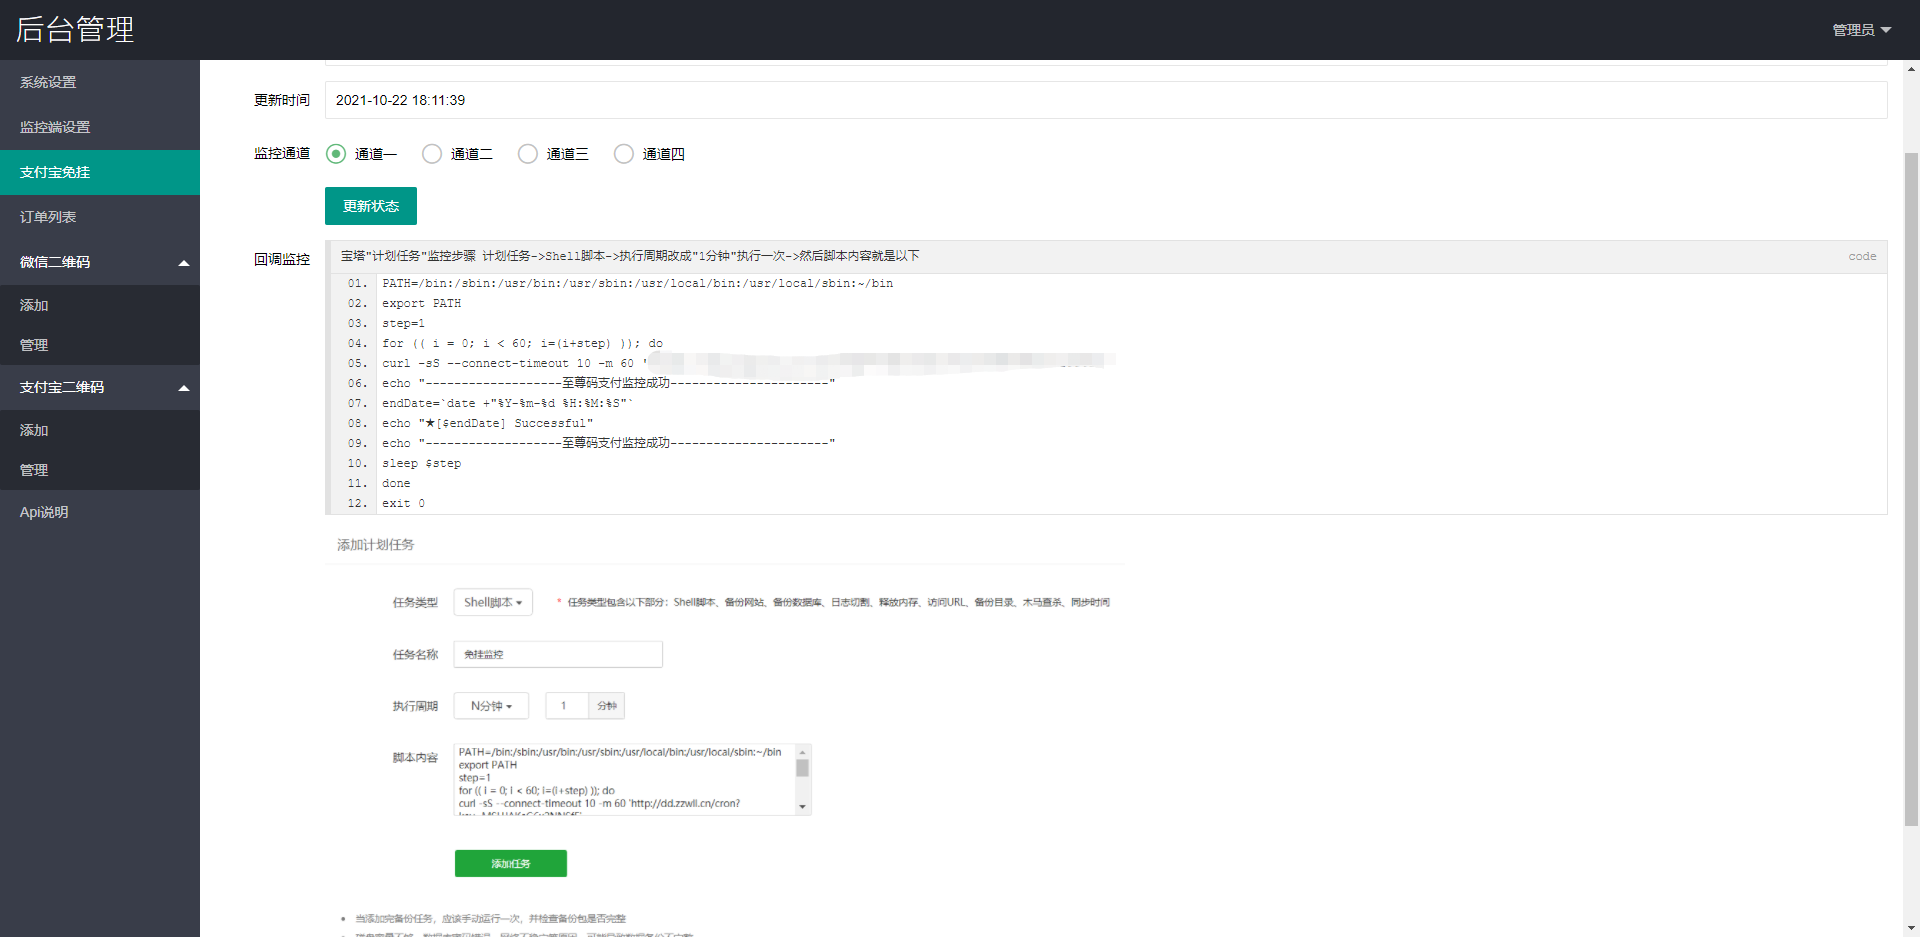 后台管理
管理员
系统设置
监控端设置
支付宝免挂
订单列表
微信二维码
添加
管理
支付宝二维码
添加
管理
Api说明
更新时间
2021-10-22 18:11:39
监控通道
通道一
通道二
通道三
通道四
更新状态
回调监控
宝塔"计划任务"监控步骤 计划任务->Shell脚本->执行周期改成"1分钟"执行一次->然后脚本内容就是以下
code
01. PATH=/bin:/sbin:/usr/bin:/usr/sbin:/usr/local/bin:/usr/local/sbin:~/bin
02. export PATH
03. step=1
04. for (( i = 0; i < 60; i=(i+step) )); do
05. curl -sS --connect-timeout 10 -m 60 '
06. echo "-------------------至尊码支付监控成功----------------------"
07. endDate=`date +"%Y-%m-%d %H:%M:%S"`
08. echo "★[$endDate] Successful"
09. echo "-------------------至尊码支付监控成功----------------------"
10. sleep $step
11. done
12. exit 0
添加计划任务
任务类型
Shell脚本
* 任务类型包含以下部分：Shell脚本、备份网站、备份数据库、日志切割、释放内存、访问URL、备份目录、木马查杀、同步时间
任务名称
免挂监控
执行周期
N分钟
1
分钟
脚本内容
PATH=/bin:/sbin:/usr/bin:/usr/sbin:/usr/local/bin:/usr/local/sbin:~/bin
export PATH
step=1
for (( i = 0; i < 60; i=(i+step) )); do
curl -sS --connect-timeout 10 -m 60 'http://dd.zzwli.cn/cron?
添加任务
当添加完备份任务，应该手动运行一次，并检查备份包是否完整